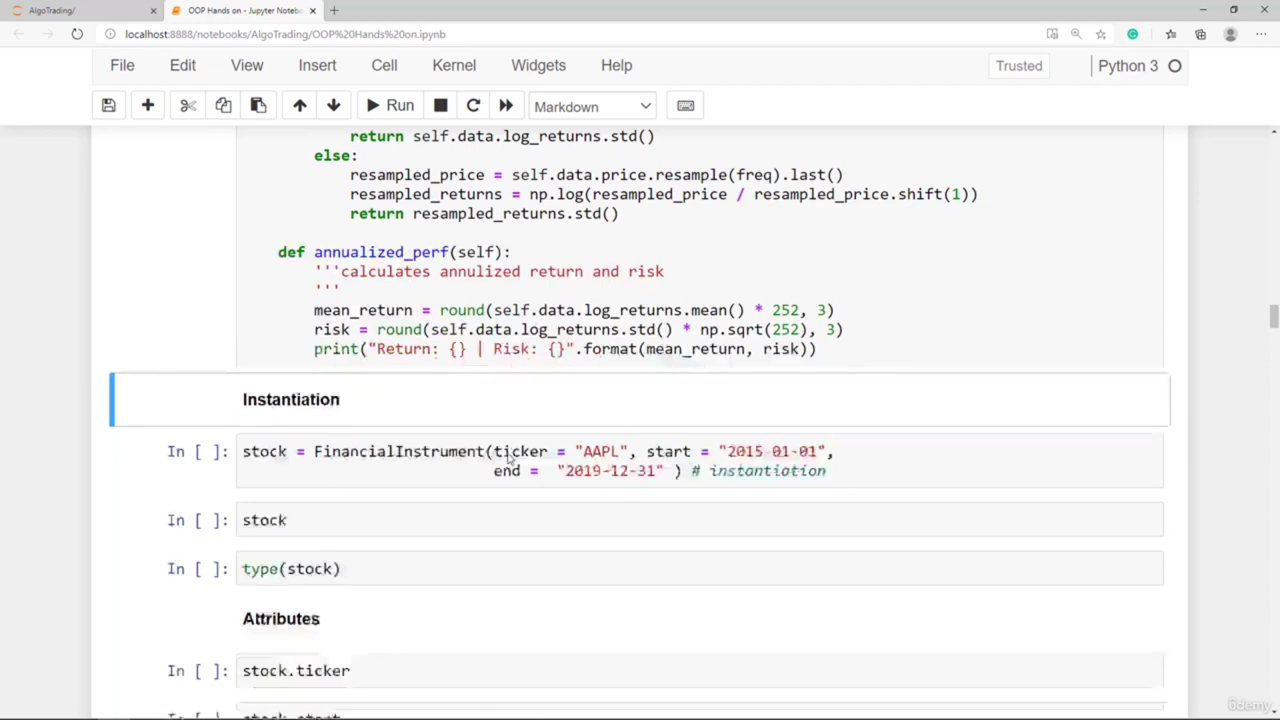 AlgoTrading/
OOP Hands on - Jupyter Notebo
localhost:8888/notebooks/AlgoTrading/OOP%20Hands%20on.ipynb
File Edit View Insert Cell Kernel Widgets Help Trusted Python 3
Run Markdown
return self.data.log_returns.std()
else:
resampled_price = self.data.price.resample(freq).last()
resampled_returns = np.log(resampled_price / resampled_price.shift(1))
return resampled_returns.std()
def annualized_perf(self):
'''calculates annulized return and risk
'''
mean_return = round(self.data.log_returns.mean() * 252, 3)
risk = round(self.data.log_returns.std() * np.sqrt(252), 3)
print("Return: {} | Risk: {}".format(mean_return, risk))
Instantiation
In [ ]: stock = FinancialInstrument(ticker = "AAPL", start = "2015-01-01",
end = "2019-12-31" ) # instantiation
In [ ]: stock
In [ ]: type(stock)
Attributes
In [ ]: stock.ticker
In [ ]: stock.start
ûdemy